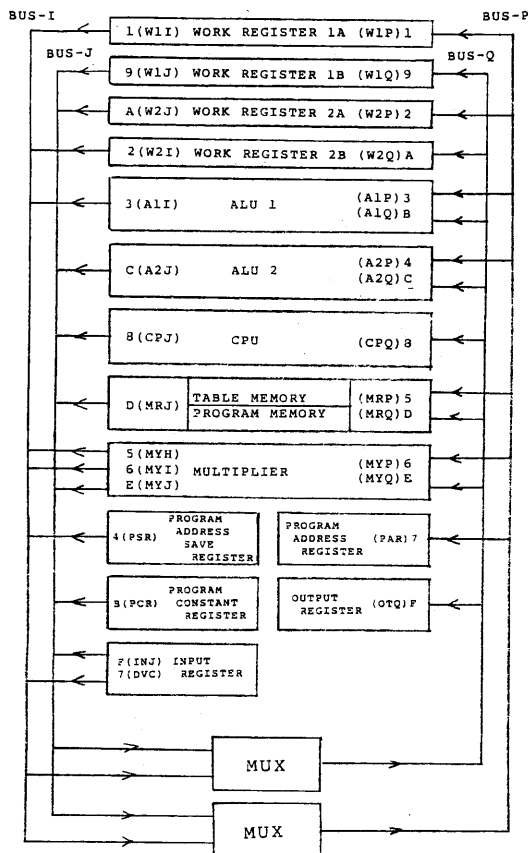 BUS-I
BUS-P
1(W1I) WORK REGISTER 1A (W1P)1
BUS-J
BUS-Q
9(W1J) WORK REGISTER 1B (W1Q)9
A(W2J) WORK REGISTER 2A (W2P)2
2(W2I) WORK REGISTER 2B (W2Q)A
3(A1I) ALU 1 (A1P)3
(A1Q)B
C(A2J) ALU 2 (A2P)4
(A2Q)C
8(CPJ) CPU (CPQ)8
D(MRJ) TABLE MEMORY (MRP)5
PROGRAM MEMORY (MRQ)D
5(MYH)
6(MYI) MULTIPLIER (MYP)6
E(MYJ) (MYQ)E
4(PSR) PROGRAM ADDRESS SAVE REGISTER
PROGRAM ADDRESS (PAR)7 REGISTER
B(PCR) PROGRAM CONSTANT REGISTER
OUTPUT REGISTER (OTQ)F
F(INJ) INPUT
7(DVC) REGISTER
MUX
MUX